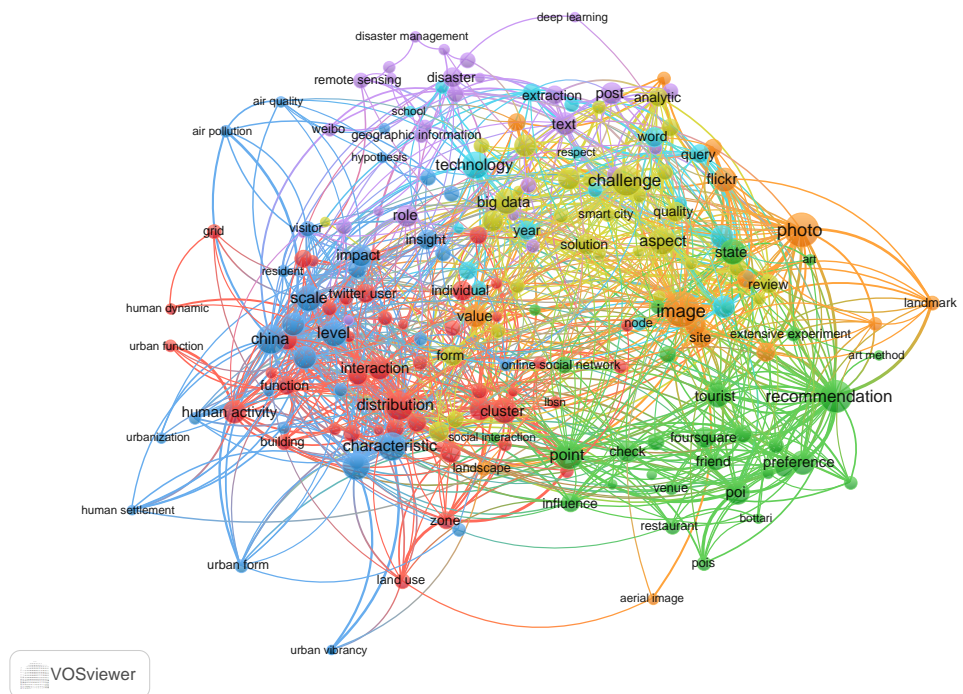 deep learning
disaster management
remote sensing
disaster
air quality
extraction
post
analytic
school
air pollution
weibo
geographic information
text
word
hypothesis
respect
query
technology
flickr
challenge
big data
smart city
quality
role
grid
visitor
year
photo
insight
solution
aspect
state
impact
art
resident
individual
review
scale
twitter user
landmark
human dynamic
value
image
node
china
level
site
extensive experiment
urban function
form
art method
online social network
interaction
function
tourist
recommendation
lbsn
distribution
cluster
human activity
urbanization
building
characteristic
social interaction
foursquare
point
check
friend
preference
landscape
venue
poi
influence
human settlement
zone
restaurant
bottari
urban form
pois
land use
aerial image
urban vibrancy
VOSviewer